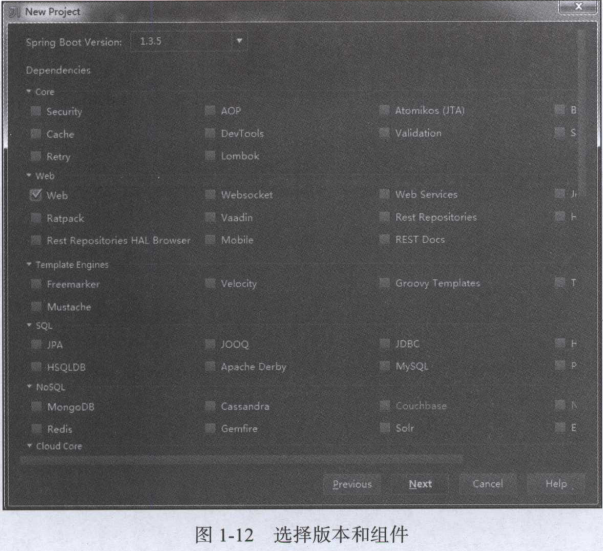 New Project
Spring Boot Version: 1.3.5
Dependencies
Core
Security AOP Atomikos (JTA) B
Cache DevTools Validation S
Retry Lombok
Web
Web Websocket Web Services
Ratpack Vaadin Rest Repositories H
Rest Repositories HAL Browser Mobile REST Docs
Template Engines
Freemarker Velocity Groovy Templates T
Mustache
SQL
JPA JOOQ JDBC H
HSQLDB Apache Derby MySQL P
NoSQL
MongoDB Cassandra Couchbase N
Redis Gemfire Solr E
Cloud Core
Previous Next Cancel Help
图 1-12 选择版本和组件